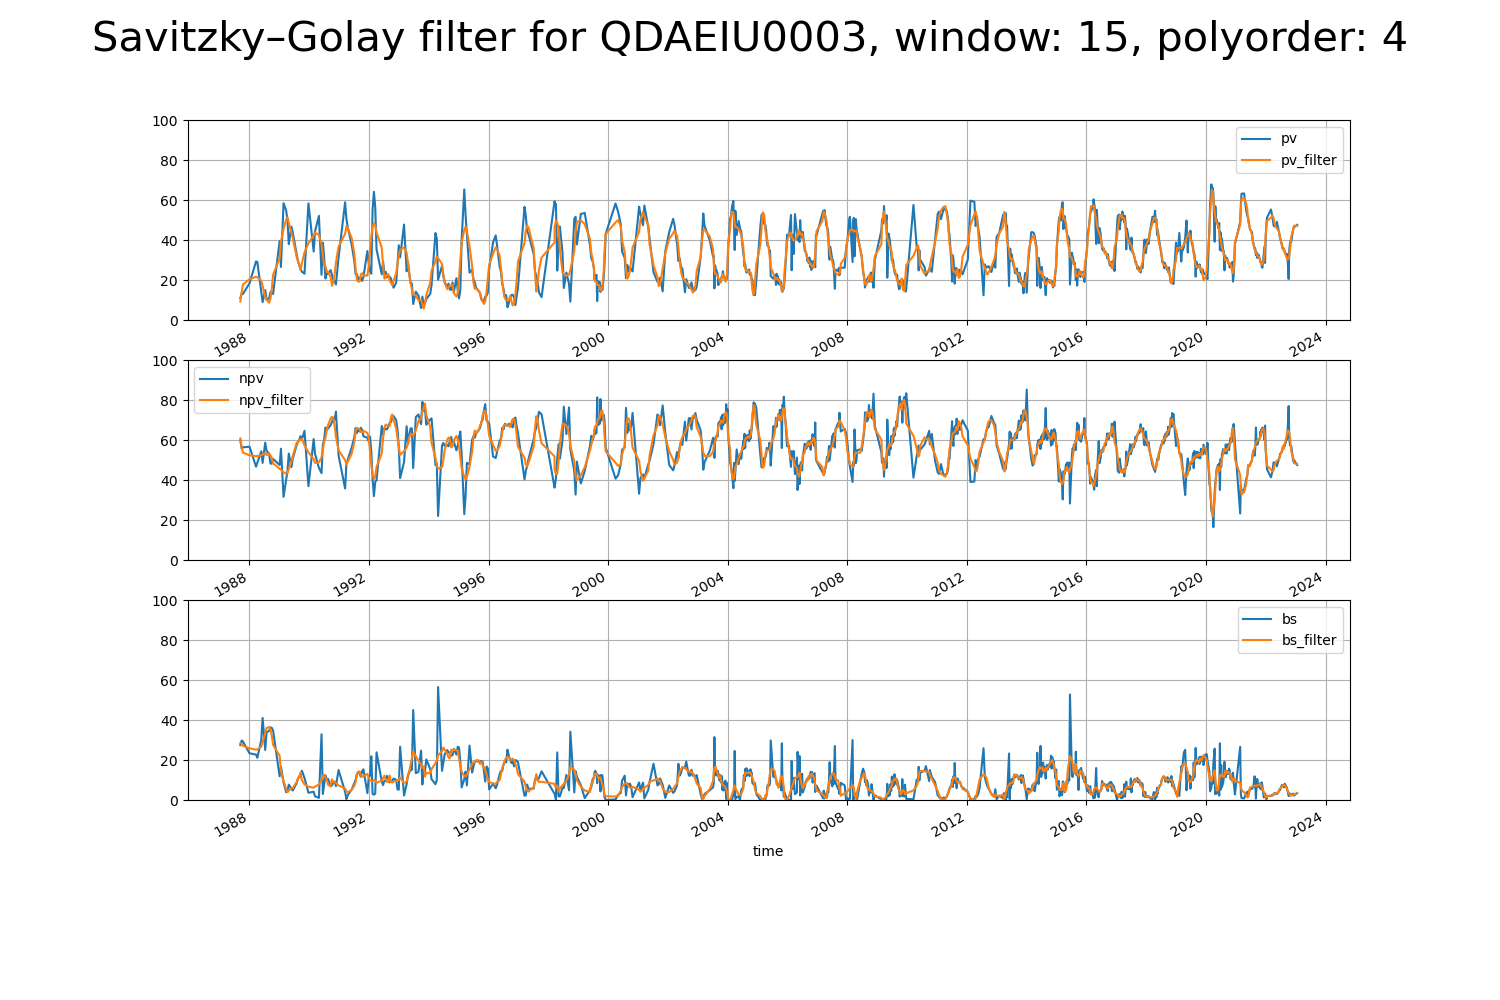 Savitzky–Golay filter for QDAEIU0003, window: 15, polyorder: 4
100
80
60
40
20
0
pv
pv_filter
1988 1992 1996 2000 2004 2008 2012 2016 2020 2024
100
80
60
40
20
0
npv
npv_filter
1988 1992 1996 2000 2004 2008 2012 2016 2020 2024
100
80
60
40
20
0
bs
bs_filter
1988 1992 1996 2000 2004 2008 2012 2016 2020 2024
time